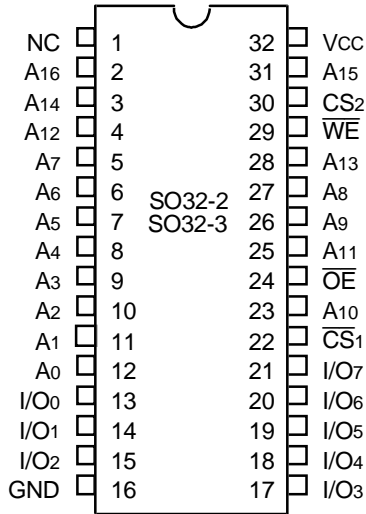 NC 1 32 VCC
A16 2 31 A15
A14 3 30 CS2
A12 4 29 W̅E̅
A7 5 28 A13
A6 6 SO32-2 27 A8
A5 7 SO32-3 26 A9
A4 8 25 A11
A3 9 24 O̅E̅
A2 10 23 A10
A1 11 22 C̅S̅1
A0 12 21 I/O7
I/O0 13 20 I/O6
I/O1 14 19 I/O5
I/O2 15 18 I/O4
GND 16 17 I/O3